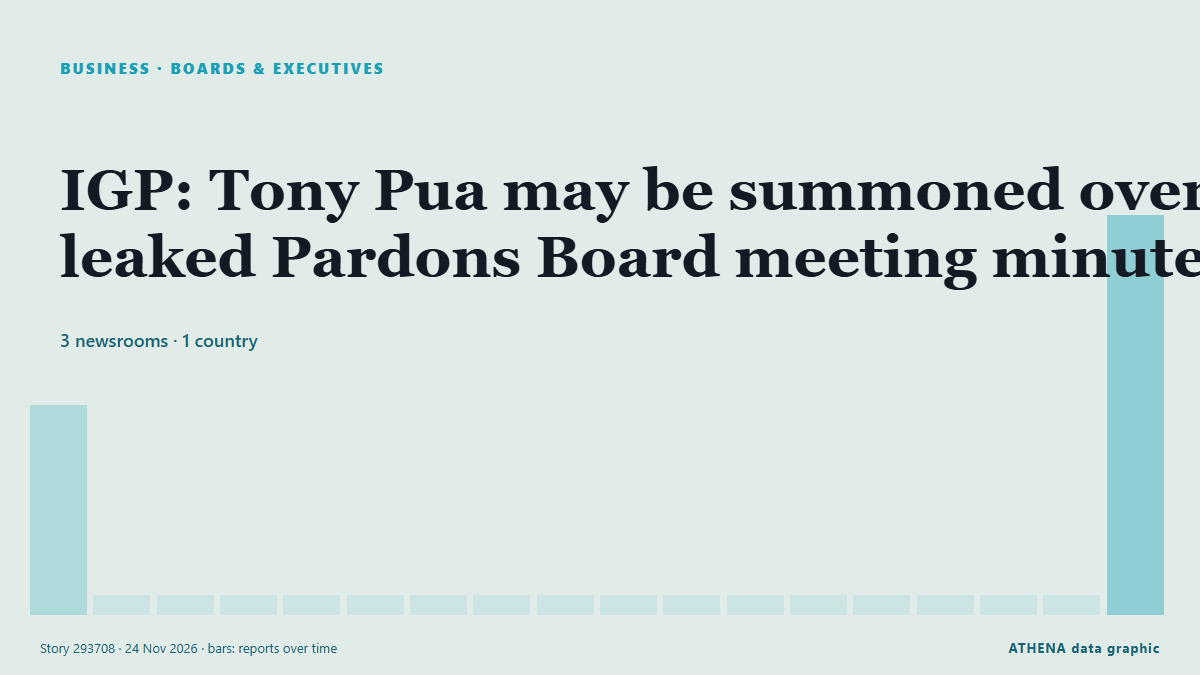 BUSINESS · BOARDS & EXECUTIVES
IGP: Tony Pua may be summoned over
leaked Pardons Board meeting minute
3 newsrooms · 1 country
Story 293708 · 24 Nov 2026 · bars: reports over time
ATHENA data graphic